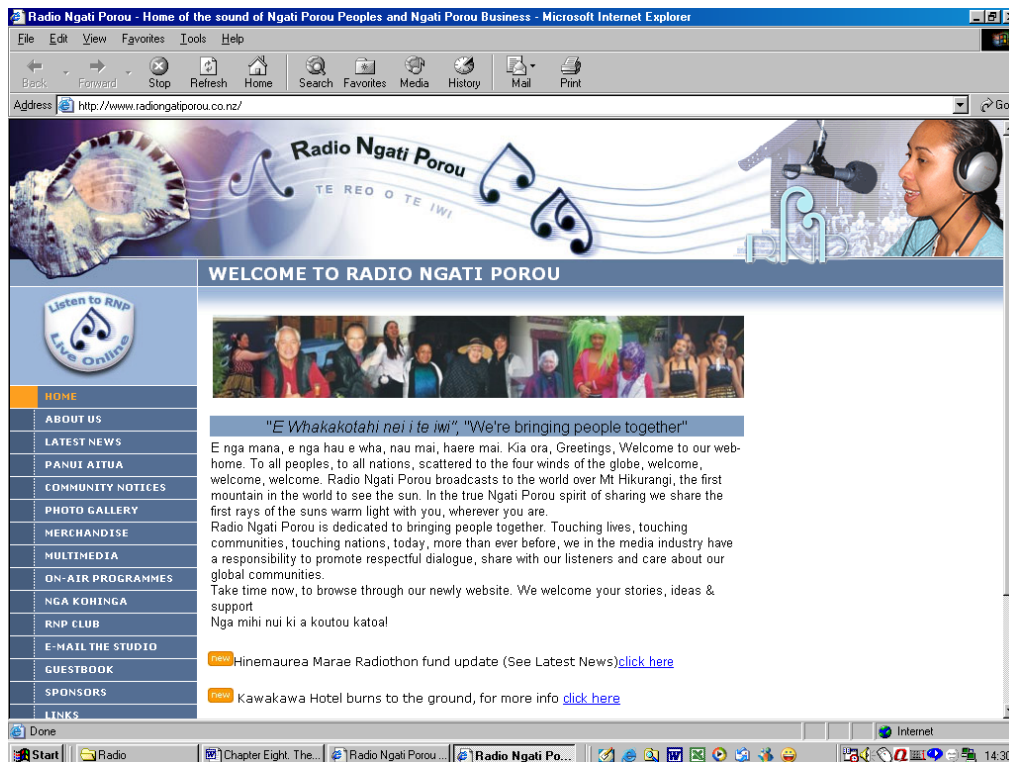 Radio Ngati Porou - Home of the sound of Ngati Porou Peoples and Ngati Porou Business - Microsoft Internet Explorer
File Edit View Favorites Tools Help
Back Forward Stop Refresh Home Search Favorites Media History Mail Print
Address http://www.radiongatiporou.co.nz/ Go
Radio Ngati Porou
TE REO O TE IWI
RNP
WELCOME TO RADIO NGATI POROU
Listen to RNP
Live Online
HOME
ABOUT US
LATEST NEWS
PANUI AITUA
COMMUNITY NOTICES
PHOTO GALLERY
MERCHANDISE
MULTIMEDIA
ON-AIR PROGRAMMES
NGA KOHINGA
RNP CLUB
E-MAIL THE STUDIO
GUESTBOOK
SPONSORS
LINKS
"E Whakakotahi nei i te iwi", "We're bringing people together"
E nga mana, e nga hau e wha, nau mai, haere mai. Kia ora, Greetings, Welcome to our web-
home. To all peoples, to all nations, scattered to the four winds of the globe, welcome,
welcome, welcome. Radio Ngati Porou broadcasts to the world over Mt Hikurangi, the first
mountain in the world to see the sun. In the true Ngati Porou spirit of sharing we share the
first rays of the suns warm light with you, wherever you are.
Radio Ngati Porou is dedicated to bringing people together. Touching lives, touching
communities, touching nations, today, more than ever before, we in the media industry have
a responsibility to promote respectful dialogue, share with our listeners and care about our
global communities.
Take time now, to browse through our newly website. We welcome your stories, ideas &
support
Nga mihi nui ki a koutou katoa!
new Hinemaurea Marae Radiothon fund update (See Latest News)click here
new Kawakawa Hotel burns to the ground, for more info click here
Done Internet
Start Radio Chapter Eight. The... Radio Ngati Porou ... Radio Ngati Po... 14:30